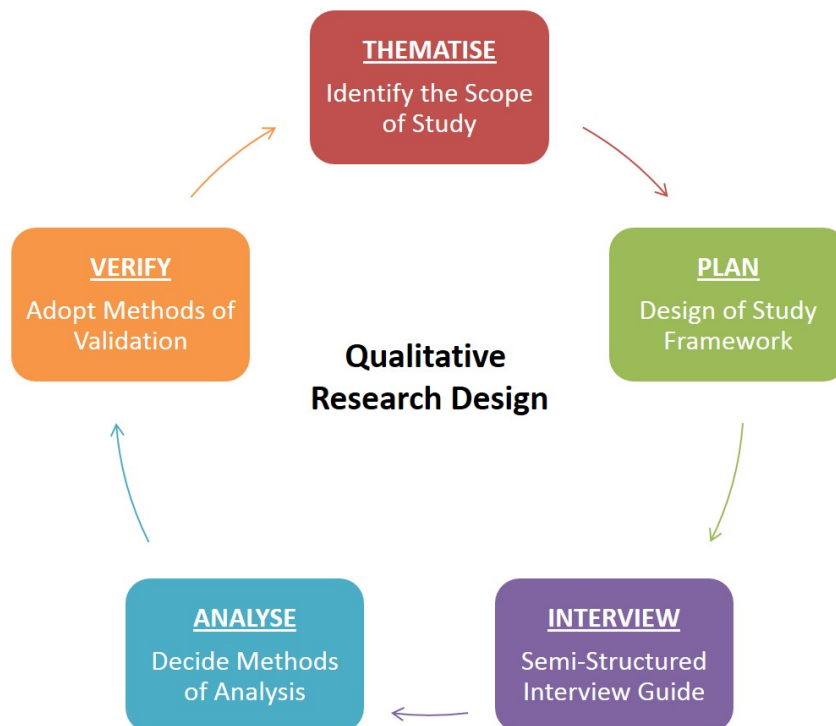 THEMATISE
Identify the Scope
of Study
PLAN
Design of Study
Framework
INTERVIEW
Semi-Structured
Interview Guide
ANALYSE
Decide Methods
of Analysis
VERIFY
Adopt Methods of
Validation
Qualitative
Research Design